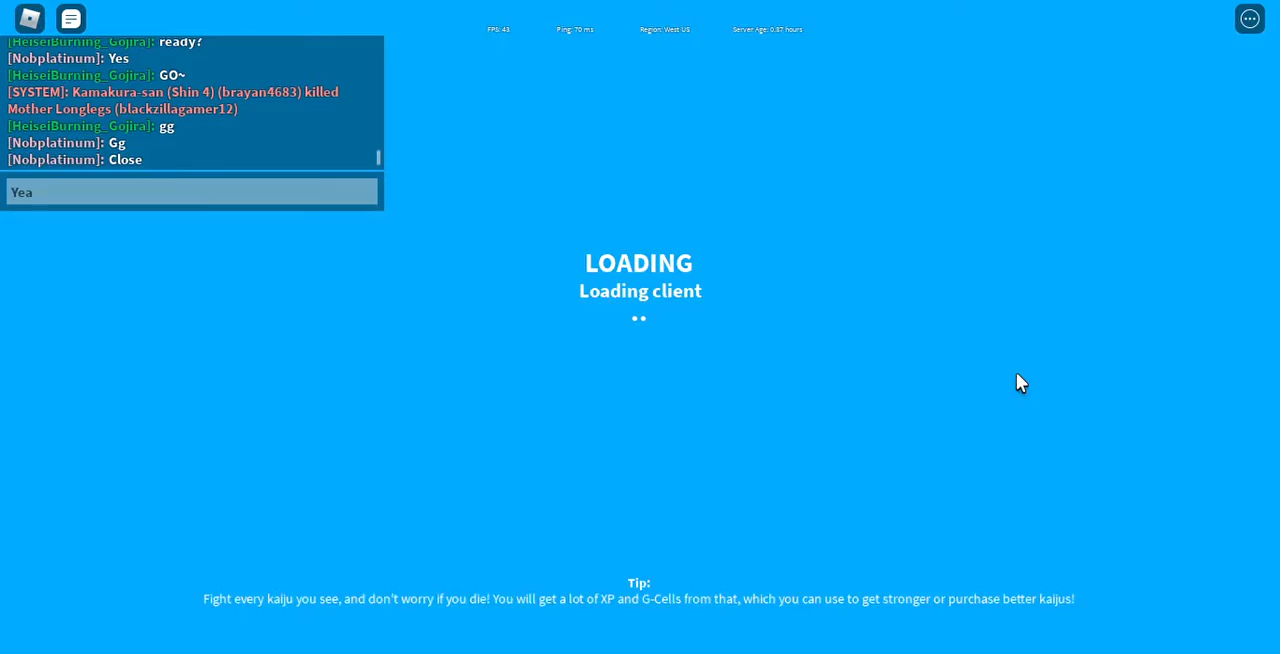 FPS: 43 Ping: 70 ms Region: West US Server Age: 0.87 hours
[HeiseiBurning_Gojira]: ready?
[Nobplatinum]: Yes
[HeiseiBurning_Gojira]: GO~
[SYSTEM]: Kamakura-san (Shin 4) (brayan4683) killed
Mother Longlegs (blackzillagamer12)
[HeiseiBurning_Gojira]: gg
[Nobplatinum]: Gg
[Nobplatinum]: Close
Yea
LOADING
Loading client
Tip:
Fight every kaiju you see, and don't worry if you die! You will get a lot of XP and G-Cells from that, which you can use to get stronger or purchase better kaijus!